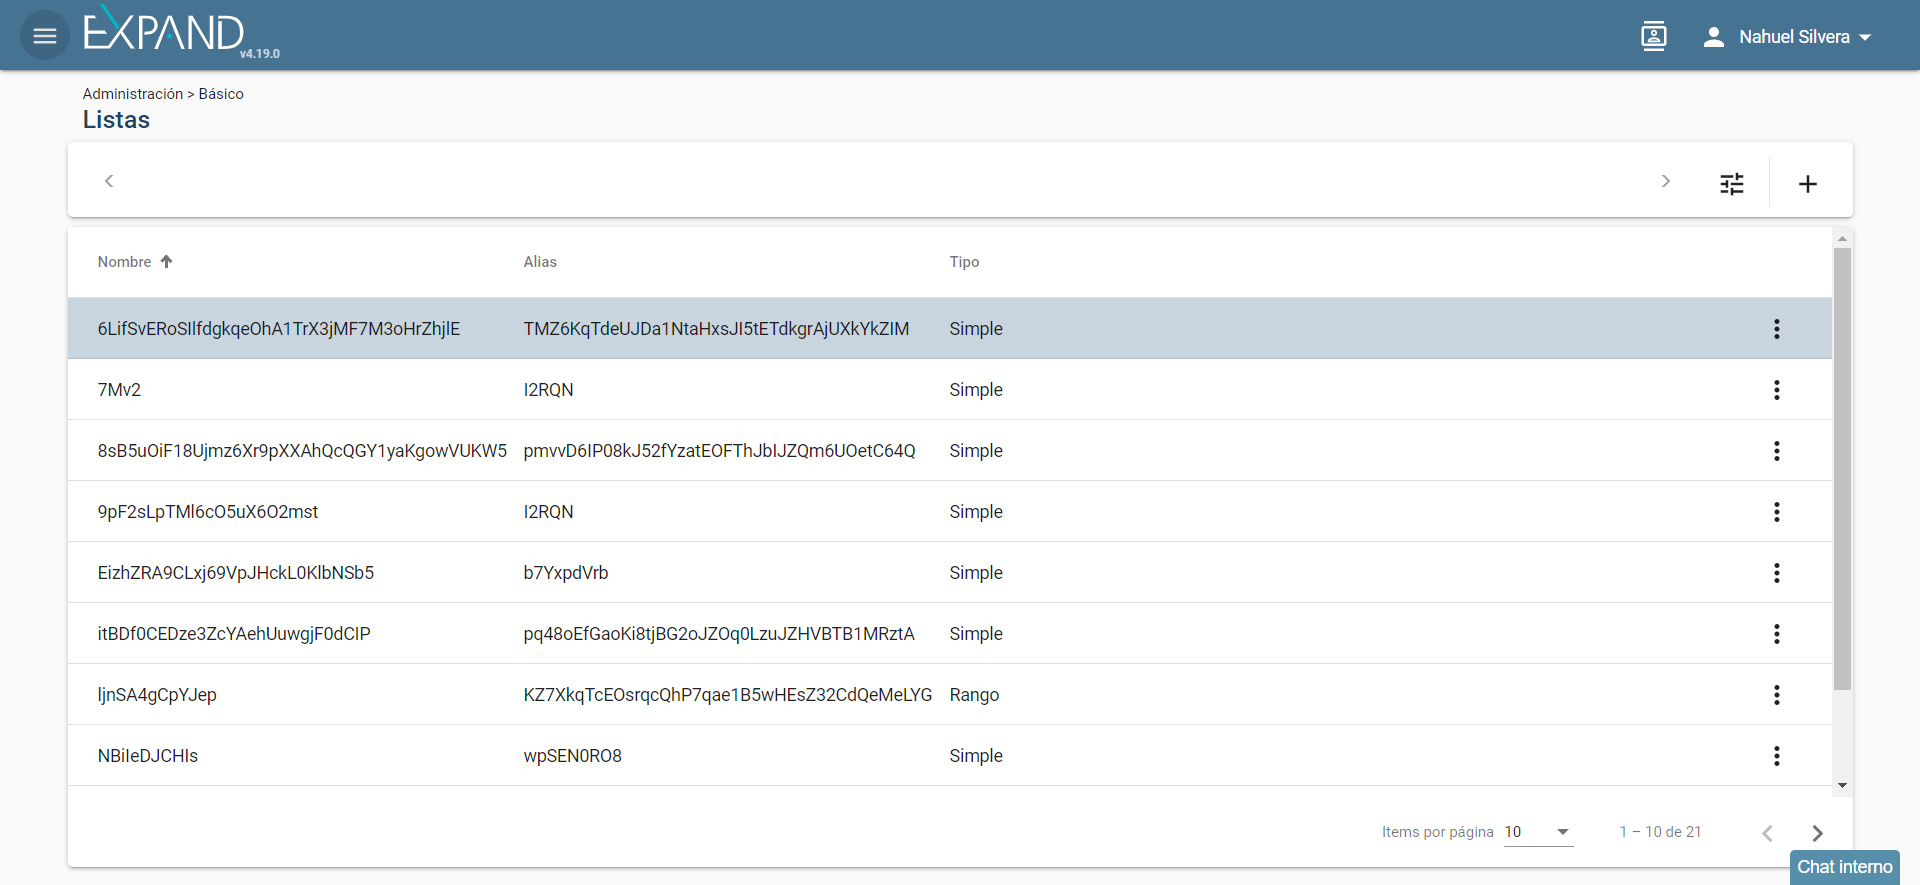 EXPAND
v4.19.0
Nahuel Silvera
Administración > Básico
Listas
Nombre Alias Tipo
6LifSvERoSIlfdgkqeOhA1TrX3jMF7M3oHrZhjlE TMZ6KqTdeUJDa1NtaHxsJI5tETdkgrAjUXkYkZIM Simple
7Mv2 I2RQN Simple
8sB5uOiF18Ujmz6Xr9pXXAhQcQGY1yaKgowVUKW5 pmvvD6IP08kJ52fYzatEOFThJbIJZQm6UOetC64Q Simple
9pF2sLpTMl6cO5uX6O2mst I2RQN Simple
EizhZRA9CLxj69VpJHckL0KlbNSb5 b7YxpdVrb Simple
itBDf0CEDze3ZcYAehUuwgjF0dCIP pq48oEfGaoKi8tjBG2oJZOq0LzuJZHVBTB1MRztA Simple
ljnSA4gCpYJep KZ7XkqTcEOsrqcQhP7qae1B5wHEsZ32CdQeMeLYG Rango
NBiIeDJCHIs wpSEN0RO8 Simple
Items por página 10 1 – 10 de 21
Chat interno